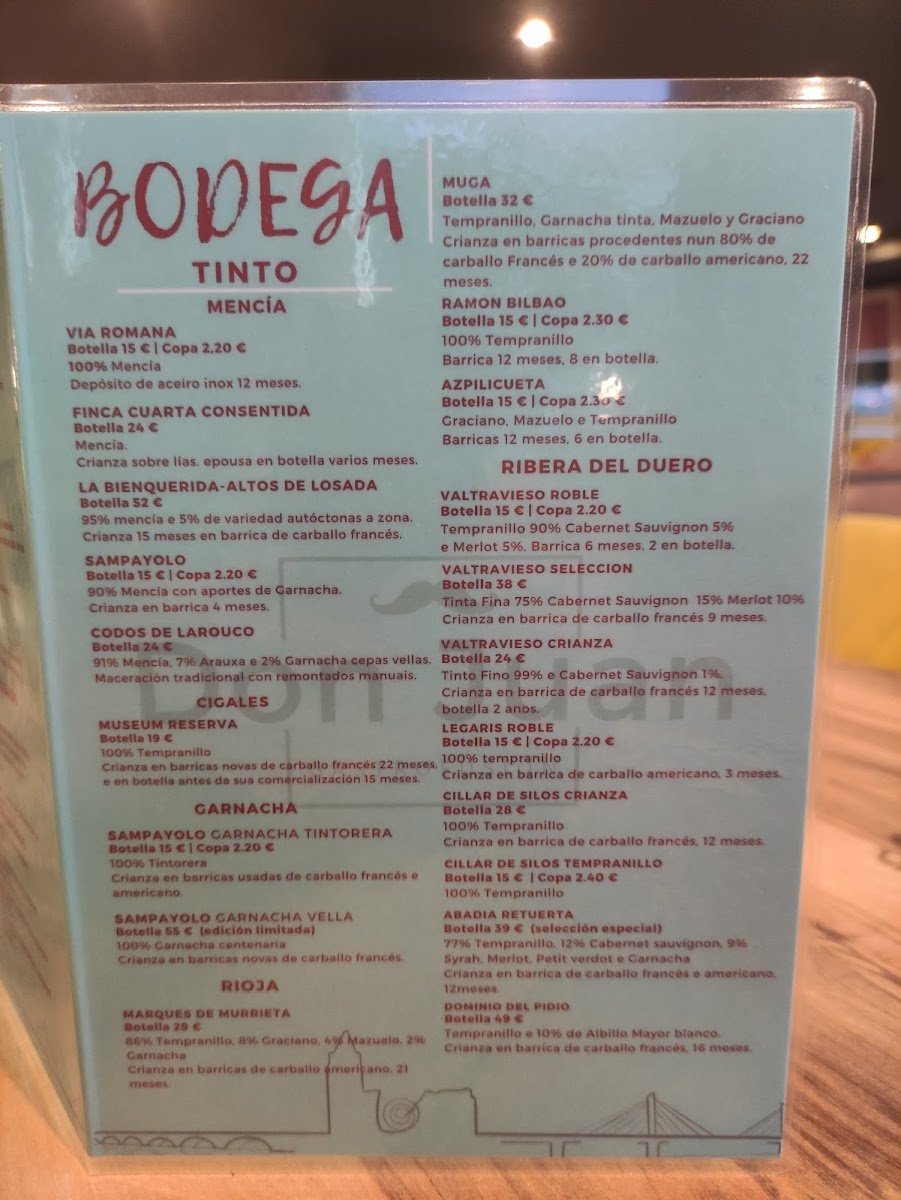 BODEGA
TINTO
MENCÍA
VIA ROMANA
Botella 15 € | Copa 2.20 €
100% Mencía
Depósito de aceiro inox 12 meses.
FINCA CUARTA CONSENTIDA
Botella 24 €
Mencía.
Crianza sobre lías. epousa en botella varios meses.
LA BIENQUERIDA-ALTOS DE LOSADA
Botella 52 €
95% mencía e 5% de variedad autóctonas a zona.
Crianza 15 meses en barrica de carballo francés.
SAMPAYOLO
Botella 15 € | Copa 2.20 €
90% Mencía con aportes de Garnacha.
Crianza en barrica 4 meses.
CODOS DE LAROUCO
Botella 24 €
91% Mencía, 7% Arauxa e 2% Garnacha cepas vellas.
Maceración tradicional con remontados manuais.
CIGALES
MUSEUM RESERVA
Botella 19 €
100% Tempranillo
Crianza en barricas novas de carballo francés 22 meses,
e en botella antes da sua comercialización 15 meses.
GARNACHA
SAMPAYOLO GARNACHA TINTORERA
Botella 15 € | Copa 2.20 €
100% Tintorera
Crianza en barricas usadas de carballo francés e
americano.
SAMPAYOLO GARNACHA VELLA
Botella 55 € (edición limitada)
100% Garnacha centenaria
Crianza en barricas novas de carballo francés.
RIOJA
MARQUES DE MURRIETA
Botella 29 €
86% Tempranillo, 8% Graciano, 4% Mazuelo, 2%
Garnacha
Crianza en barricas de carballo americano, 21
meses.
MUGA
Botella 32 €
Tempranillo, Garnacha tinta, Mazuelo y Graciano
Crianza en barricas procedentes nun 80% de
carballo Francés e 20% de carballo americano, 22
meses.
RAMON BILBAO
Botella 15 € | Copa 2.30 €
100% Tempranillo
Barrica 12 meses, 8 en botella.
AZPILICUETA
Botella 15 € | Copa 2.30 €
Graciano, Mazuelo e Tempranillo
Barricas 12 meses, 6 en botella.
RIBERA DEL DUERO
VALTRAVIESO ROBLE
Botella 15 € | Copa 2.20 €
Tempranillo 90% Cabernet Sauvignon 5%
e Merlot 5%. Barrica 6 meses, 2 en botella.
VALTRAVIESO SELECCION
Botella 38 €
Tinta Fina 75% Cabernet Sauvignon 15% Merlot 10%
Crianza en barrica de carballo francés 9 meses.
VALTRAVIESO CRIANZA
Botella 24 €
Tinto Fino 99% e Cabernet Sauvignon 1%.
Crianza en barrica de carballo francés 12 meses,
botella 2 anos.
LEGARIS ROBLE
Botella 15 € | Copa 2.20 €
100% tempranillo
Crianza en barrica de carballo americano, 3 meses.
CILLAR DE SILOS CRIANZA
Botella 28 €
100% Tempranillo
Crianza en barrica de carballo francés, 12 meses.
CILLAR DE SILOS TEMPRANILLO
Botella 15 € | Copa 2.40 €
100% Tempranillo
ABADIA RETUERTA
Botella 39 € (selección especial)
77% Tempranillo, 12% Cabernet sauvignon, 9%
Syrah, Merlot, Petit verdot e Garnacha
Crianza en barrica de carballo francés e americano,
12meses.
DOMINIO DEL PIDIO
Botella 49 €
Tempranillo e 10% de Albillo Mayor blanco.
Crianza en barrica de carballo francés, 16 meses.
Don Juan